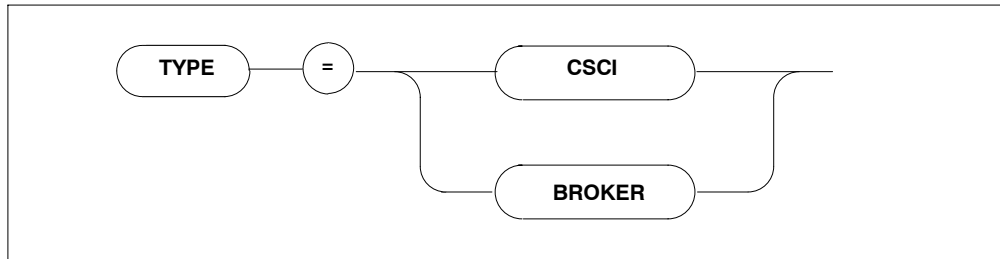 TYPE = CSCI
BROKER